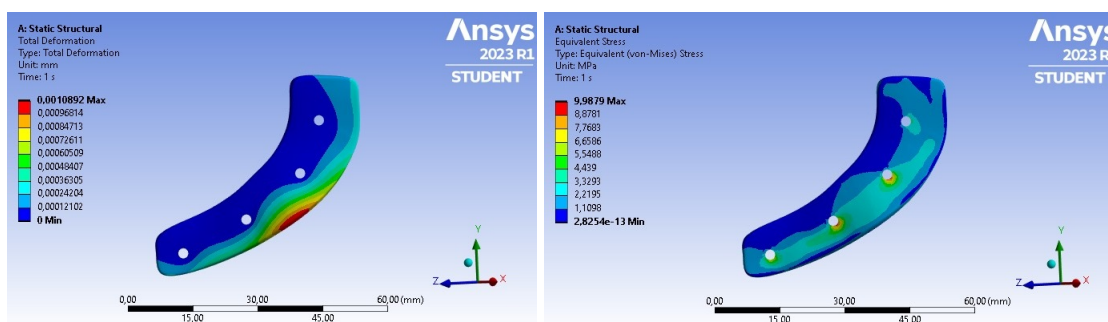 A: Static Structural
Total Deformation
Type: Total Deformation
Unit: mm
Time: 1 s
0,0010892 Max
0,00096814
0,00084713
0,00072611
0,00060509
0,00048407
0,00036305
0,00024204
0,00012102
0 Min
Ansys
2023 R1
STUDENT
Y
Z
X
0,00
30,00
60,00 (mm)
15,00
45,00
A: Static Structural
Equivalent Stress
Type: Equivalent (von-Mises) Stress
Unit: MPa
Time: 1 s
9,9879 Max
8,8781
7,7683
6,6586
5,5488
4,439
3,3293
2,2195
1,1098
2,8254e-13 Min
Ansys
2023 R
STUDENT
Y
Z
X
0,00
30,00
60,00 (mm)
15,00
45,00